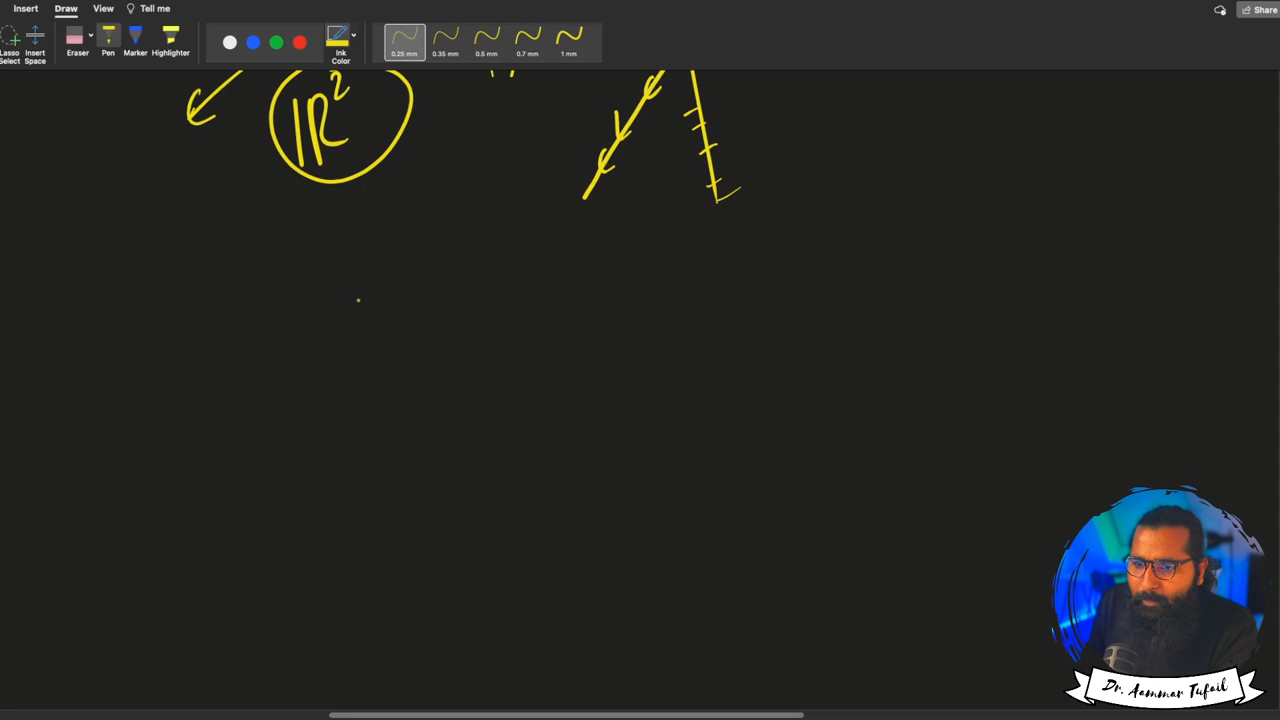 Insert Draw View Tell me
Share
Lasso Select
Insert Space
Eraser
Pen
Marker
Highlighter
Ink Color
0.25 mm
0.35 mm
0.5 mm
0.7 mm
1 mm
ℝ²
Dr. Aammar Tufail